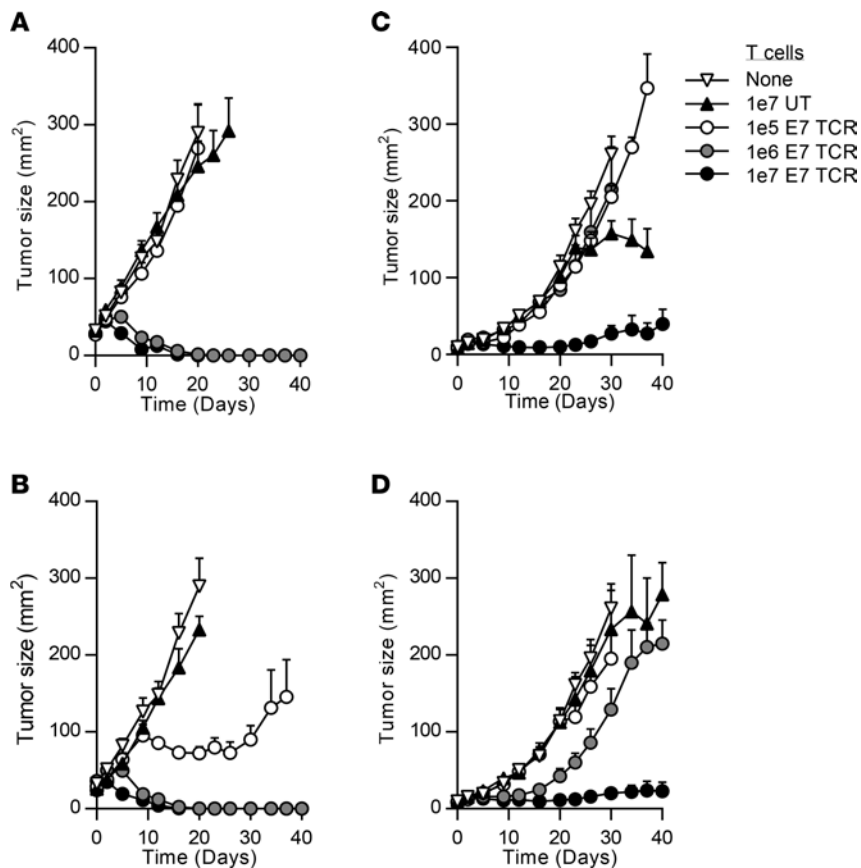 A
Tumor size (mm²)
400
300
200
100
0
0 10 20 30 40
Time (Days)
C
Tumor size (mm²)
400
300
200
100
0
0 10 20 30 40
Time (Days)
T cells
None
1e7 UT
1e5 E7 TCR
1e6 E7 TCR
1e7 E7 TCR
B
Tumor size (mm²)
400
300
200
100
0
0 10 20 30 40
Time (Days)
D
Tumor size (mm²)
400
300
200
100
0
0 10 20 30 40
Time (Days)